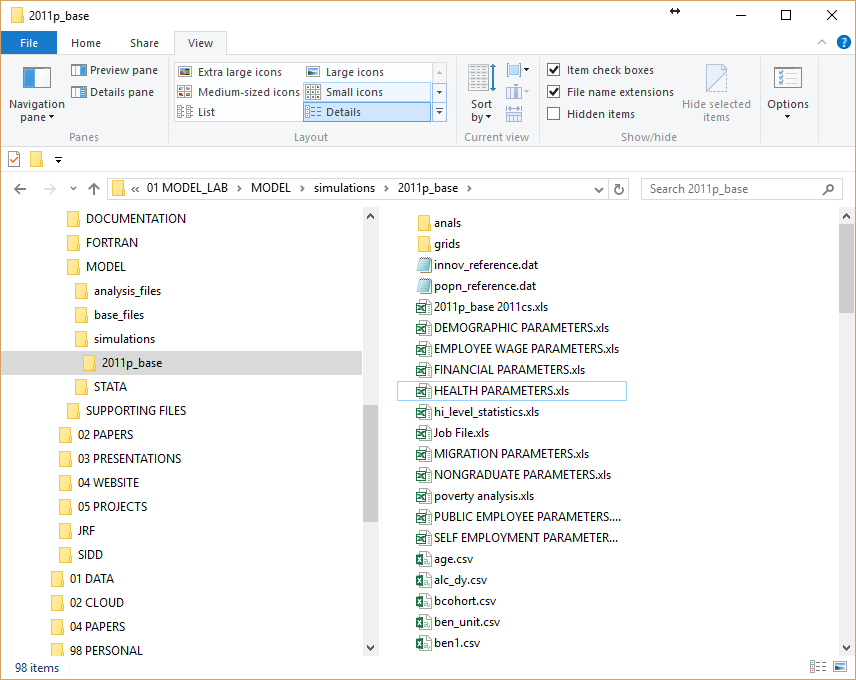 2011p_base
File Home Share View
Navigation pane
Preview pane
Details pane
Panes
Extra large icons Large icons
Medium-sized icons Small icons
List Details
Layout
Sort by
Current view
Item check boxes
File name extensions
Hidden items
Hide selected items
Show/hide
Options
« 01 MODEL_LAB > MODEL > simulations > 2011p_base >
Search 2011p_base
DOCUMENTATION
FORTRAN
MODEL
analysis_files
base_files
simulations
2011p_base
STATA
SUPPORTING FILES
02 PAPERS
03 PRESENTATIONS
04 WEBSITE
05 PROJECTS
JRF
SIDD
01 DATA
02 CLOUD
04 PAPERS
98 PERSONAL
anals
grids
innov_reference.dat
popn_reference.dat
2011p_base 2011cs.xls
DEMOGRAPHIC PARAMETERS.xls
EMPLOYEE WAGE PARAMETERS.xls
FINANCIAL PARAMETERS.xls
HEALTH PARAMETERS.xls
hi_level_statistics.xls
Job File.xls
MIGRATION PARAMETERS.xls
NONGRADUATE PARAMETERS.xls
poverty analysis.xls
PUBLIC EMPLOYEE PARAMETERS....
SELF EMPLOYMENT PARAMETER...
age.csv
alc_dy.csv
bcohort.csv
ben_unit.csv
ben1.csv
98 items